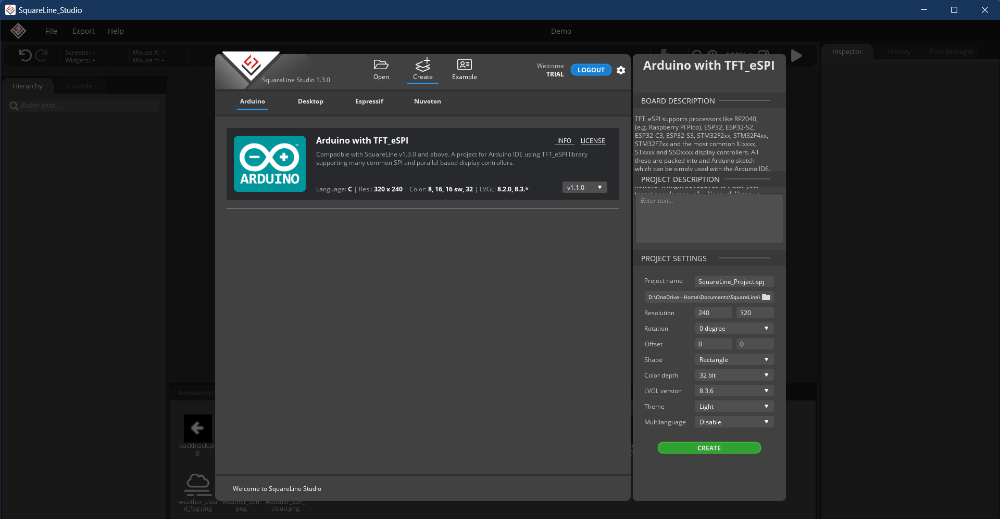 SquareLine_Studio
File
Export
Help
Demo
Screens: -
Widgets: -
Mouse X: -
Mouse Y: -
Inspector
History
Font Manager
Hierarchy
Console
Enter text...
SquareLine Studio 1.3.0
Open
Create
Example
Welcome
TRIAL
LOGOUT
Arduino
Desktop
Espressif
Nuvoton
ARDUINO
Arduino with TFT_eSPI
INFO
LICENSE
Compatible with SquareLine v1.3.0 and above. A project for Arduino IDE using TFT_eSPI library
supporting many common SPI and parallel based display controllers.
Language: C | Res.: 320 x 240 | Color: 8, 16, 16 sw, 32 | LVGL: 8.2.0, 8.3.*
v1.1.0
Arduino with TFT_eSPI
BOARD DESCRIPTION
TFT_eSPI supports processors like RP2040,
(e.g. Raspberry Pi Pico), ESP32, ESP32-S2,
ESP32-C3, ESP32-S3, STM32F2xx, STM32F4xx,
STM32F7xx and the most common ILIxxxx,
STxxxx and SSDxxxx display controllers. All
these are packed into and Arduino sketch
which can be simply used with the Arduino IDE.
PROJECT DESCRIPTION
however it might be required to install your
target boards manually. No touch library is
Enter text...
PROJECT SETTINGS
Project name
SquareLine_Project.spj
D:\OneDrive - Home\Documents\SquareLine\
Resolution
240
320
Rotation
0 degree
Offset
0
0
Shape
Rectangle
Color depth
32 bit
LVGL version
8.3.6
Theme
Light
Multilanguage
Disable
CREATE
Animations
backblack.pn
g
weather_clou
d_fog.png
weather_sun.
png
weather_sun_
cloud.png
Welcome to SquareLine Studio